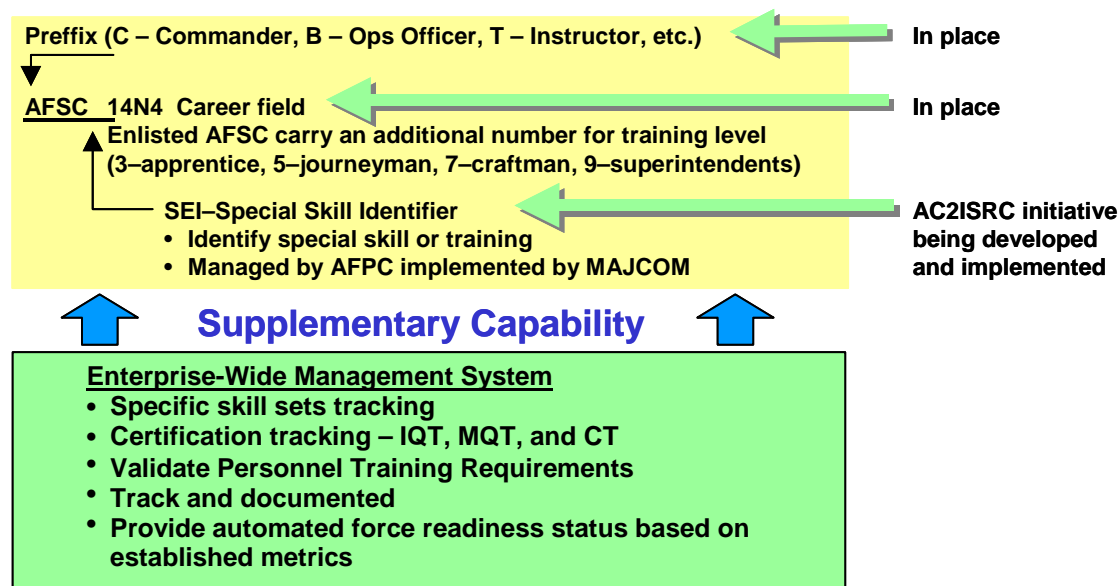 Preffix (C – Commander, B – Ops Officer, T – Instructor, etc.)
In place
AFSC 14N4 Career field
In place
Enlisted AFSC carry an additional number for training level
(3–apprentice, 5–journeyman, 7–craftman, 9–superintendents)
SEI–Special Skill Identifier
• Identify special skill or training
• Managed by AFPC implemented by MAJCOM
AC2ISRC initiative
being developed
and implemented
Supplementary Capability
Enterprise-Wide Management System
• Specific skill sets tracking
• Certification tracking – IQT, MQT, and CT
• Validate Personnel Training Requirements
• Track and documented
• Provide automated force readiness status based on
established metrics